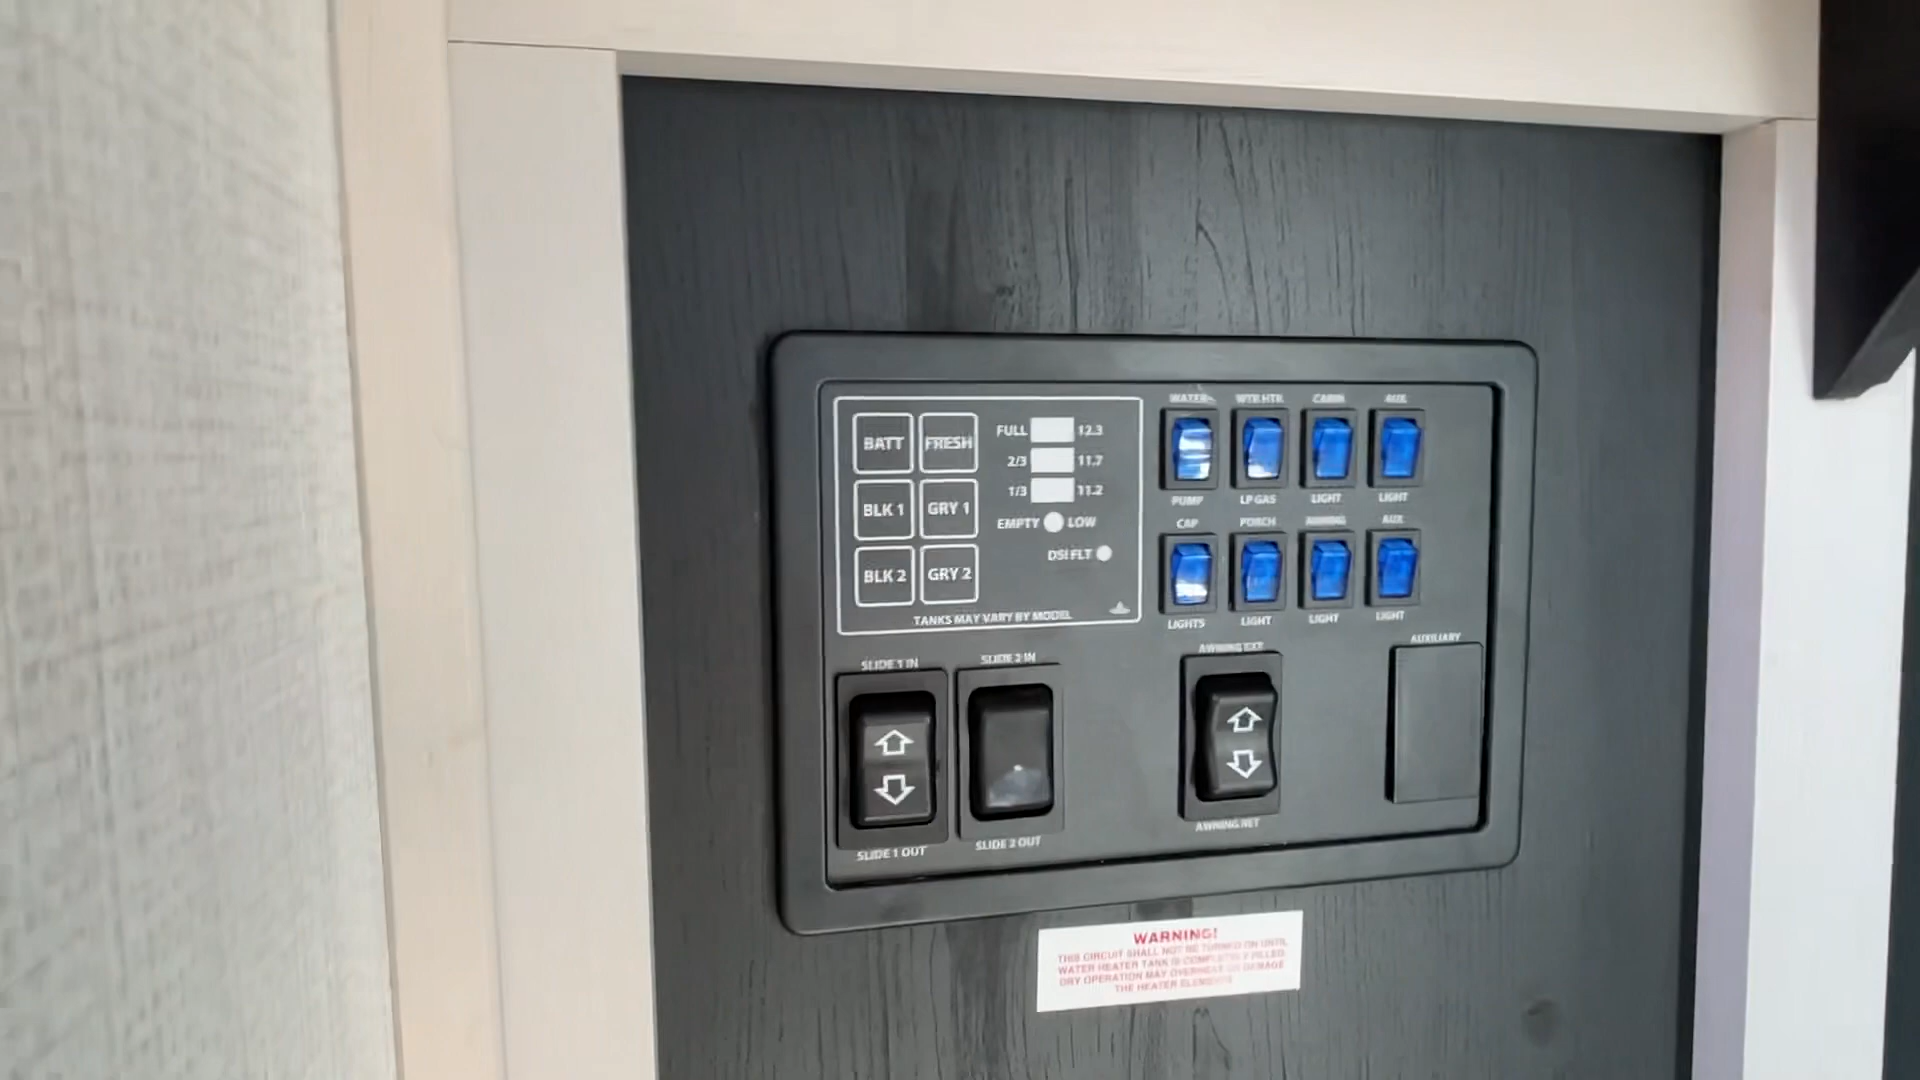 BATT FRESH
FULL 12.3
2/3 11.7
1/3 11.2
BLK 1 GRY 1
EMPTY LOW
DSI FLT
BLK 2 GRY 2
TANKS MAY VARY BY MODEL
WATER WTR HTR CABIN AUX
PUMP LP GAS LIGHT LIGHT
CAP PORCH AWNING AUX
LIGHTS LIGHT LIGHT LIGHT
SLIDE 1 IN SLIDE 2 IN AWNING EXT AUXILIARY
SLIDE 1 OUT SLIDE 2 OUT AWNING RET
WARNING!
THIS CIRCUIT SHALL NOT BE TURNED ON UNTIL
WATER HEATER TANK IS COMPLETELY FILLED.
DRY OPERATION MAY OVERHEAT OR DAMAGE
THE HEATER ELEMENTS